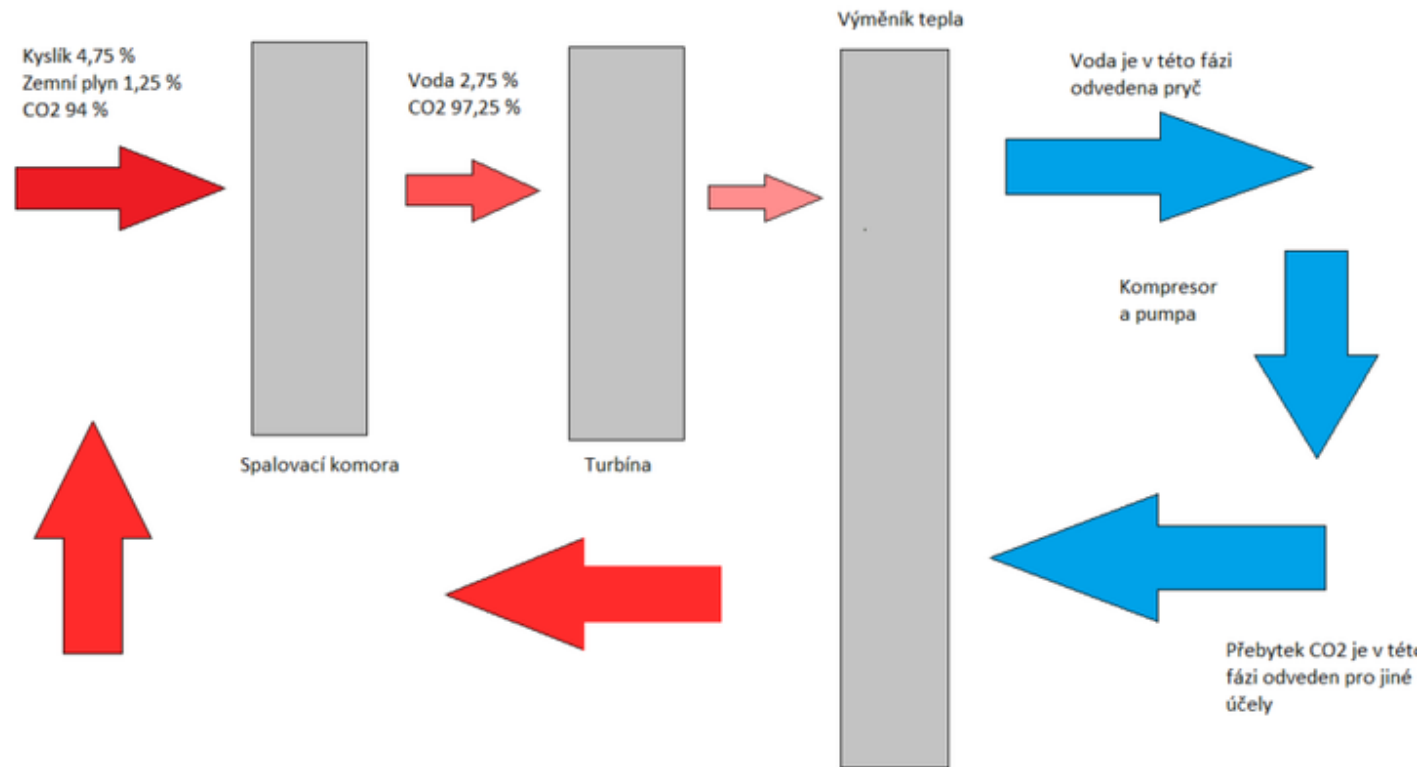 Výměník tepla
Kyslík 4,75 %
Zemní plyn 1,25 %
CO2 94 %
Voda 2,75 %
CO2 97,25 %
Voda je v této fázi
odvedena pryč
Kompresor
a pumpa
Spalovací komora
Turbína
Přebytek CO2 je v této
fázi odveden pro jiné
účely